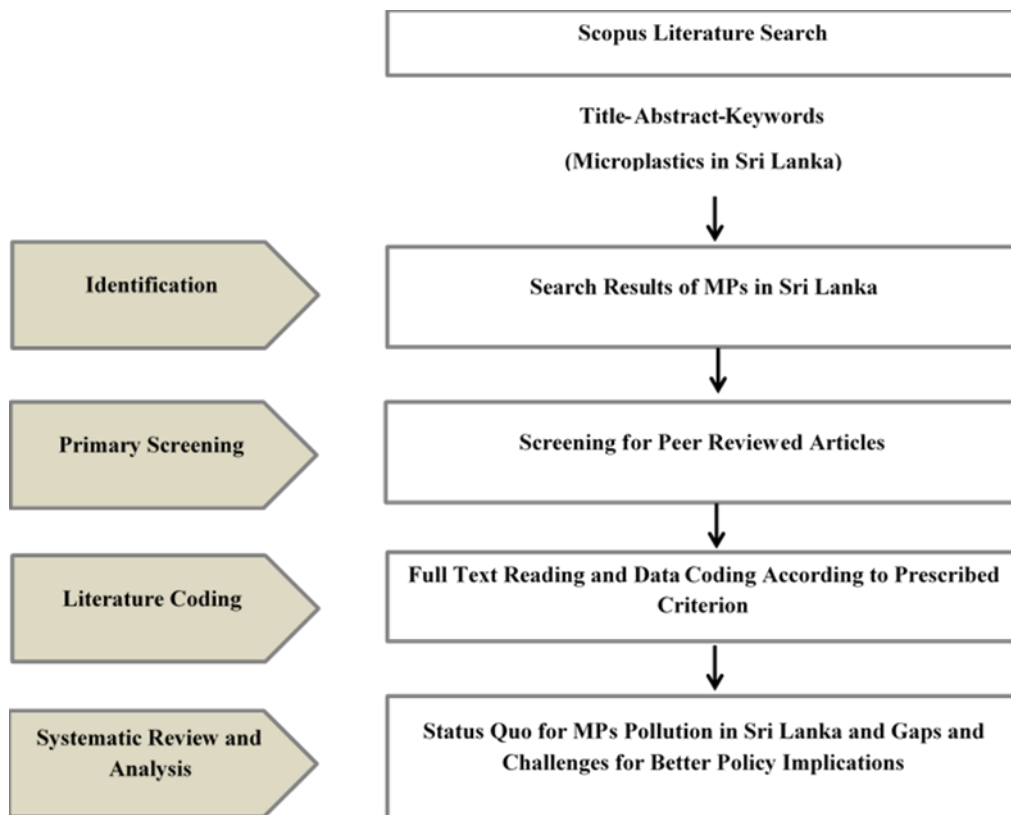 Scopus Literature Search
Title-Abstract-Keywords
(Microplastics in Sri Lanka)
Identification
Search Results of MPs in Sri Lanka
Primary Screening
Screening for Peer Reviewed Articles
Literature Coding
Full Text Reading and Data Coding According to Prescribed
Criterion
Systematic Review and
Analysis
Status Quo for MPs Pollution in Sri Lanka and Gaps and
Challenges for Better Policy Implications